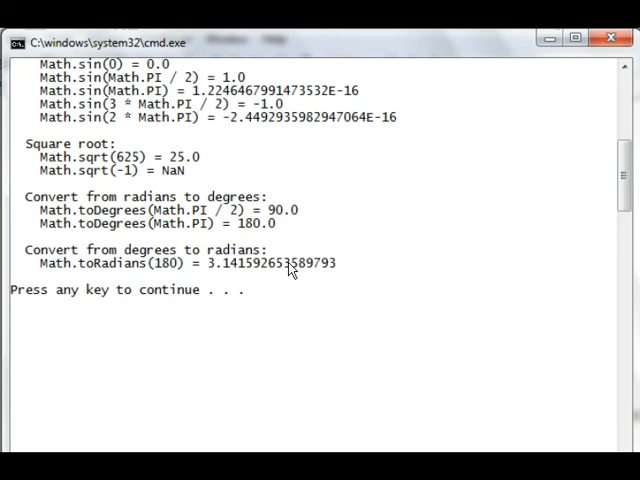 C:\windows\system32\cmd.exe
Math.sin(0) = 0.0
Math.sin(Math.PI / 2) = 1.0
Math.sin(Math.PI) = 1.2246467991473532E-16
Math.sin(3 * Math.PI / 2) = -1.0
Math.sin(2 * Math.PI) = -2.4492935982947064E-16
Square root:
Math.sqrt(625) = 25.0
Math.sqrt(-1) = NaN
Convert from radians to degrees:
Math.toDegrees(Math.PI / 2) = 90.0
Math.toDegrees(Math.PI) = 180.0
Convert from degrees to radians:
Math.toRadians(180) = 3.141592653589793
Press any key to continue . . .